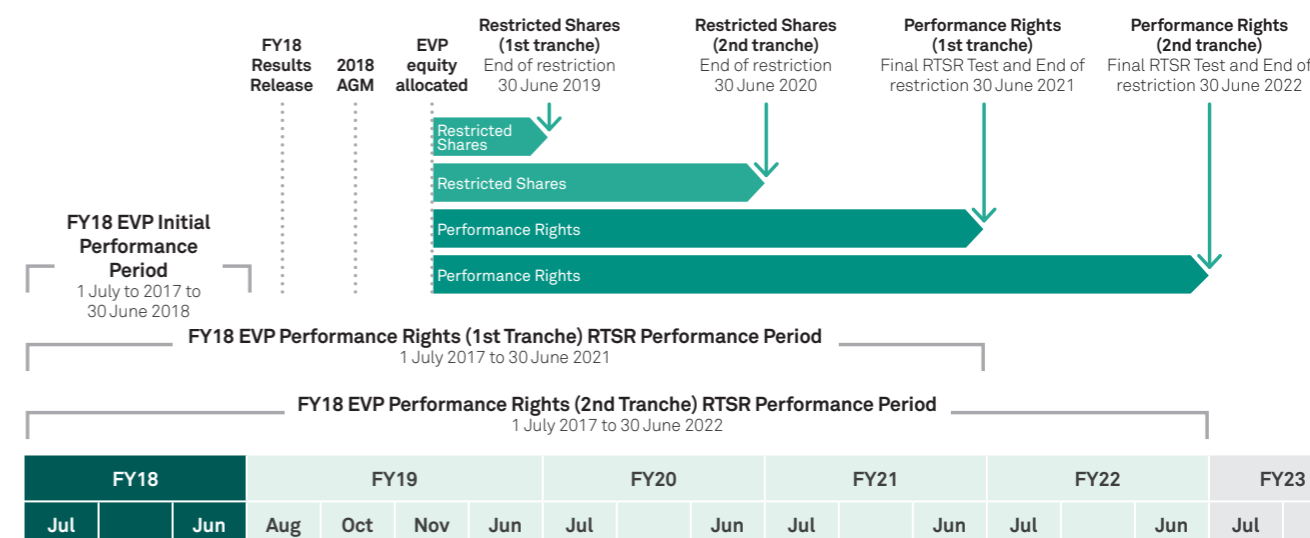 FY18
Results
Release
2018
AGM
EVP
equity
allocated
Restricted Shares
(1st tranche)
End of restriction
30 June 2019
Restricted Shares
(2nd tranche)
End of restriction
30 June 2020
Performance Rights
(1st tranche)
Final RTSR Test and End of
restriction 30 June 2021
Performance Rights
(2nd tranche)
Final RTSR Test and End of
restriction 30 June 2022
Restricted
Shares
Restricted Shares
Performance Rights
Performance Rights
FY18 EVP Initial
Performance
Period
1 July to 2017 to
30 June 2018
FY18 EVP Performance Rights (1st Tranche) RTSR Performance Period
1 July 2017 to 30 June 2021
FY18 EVP Performance Rights (2nd Tranche) RTSR Performance Period
1 July 2017 to 30 June 2022
FY18 FY19 FY20 FY21 FY22 FY23
Jul Jun Aug Oct Nov Jun Jul Jun Jul Jun Jul Jun Jul